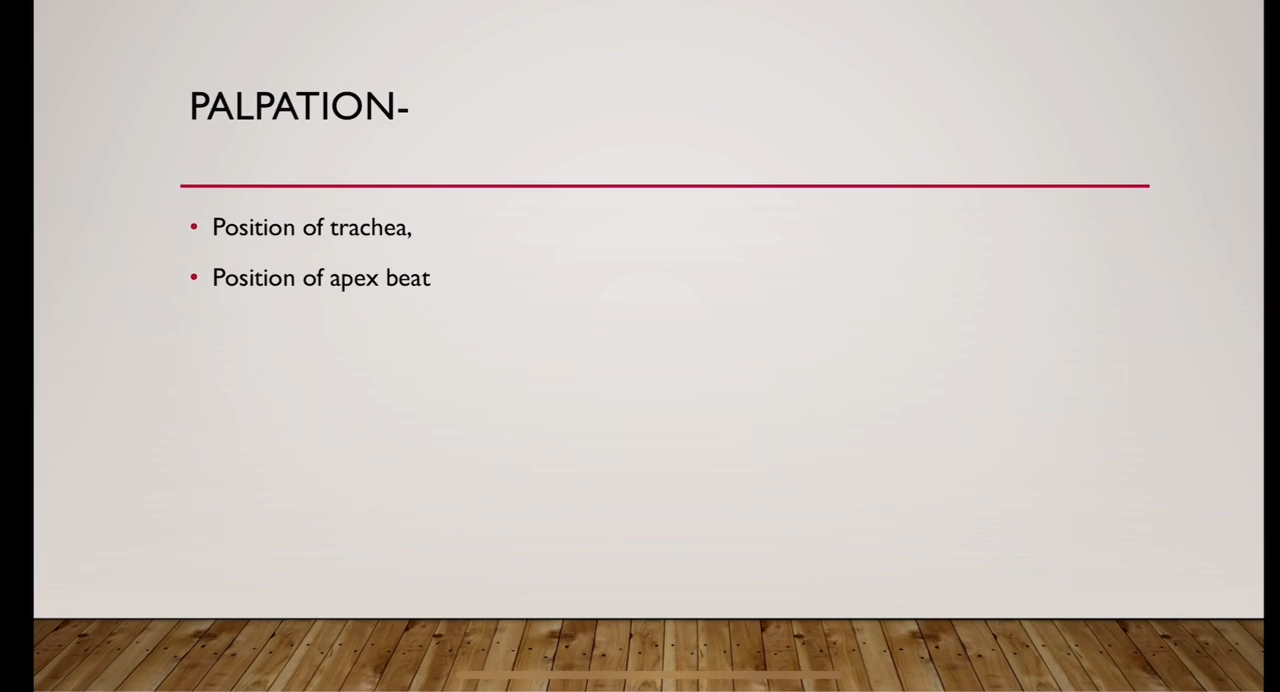 PALPATION-
• Position of trachea,
• Position of apex beat